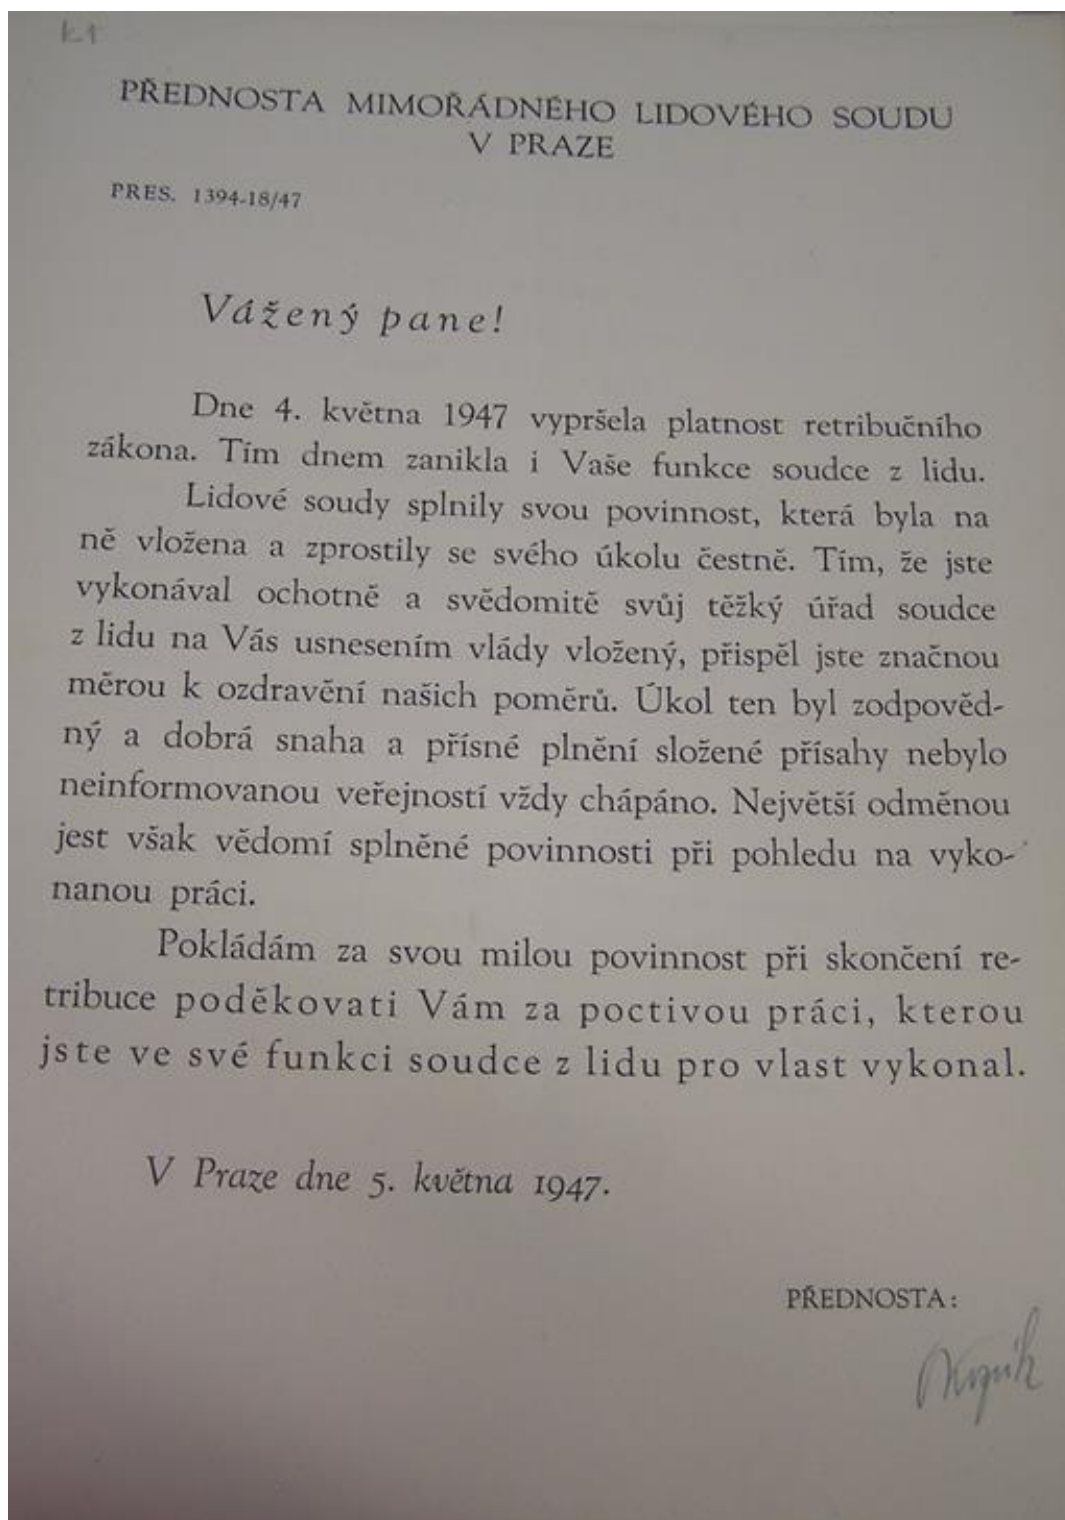 k1
PŘEDNOSTA MIMOŘÁDNÉHO LIDOVÉHO SOUDU
V PRAZE
PRES. 1394-18/47
Vážený pane!
Dne 4. května 1947 vypršela platnost retribučního
zákona. Tím dnem zanikla i Vaše funkce soudce z lidu.
Lidové soudy splnily svou povinnost, která byla na
ně vložena a zprostily se svého úkolu čestně. Tím, že jste
vykonával ochotně a svědomitě svůj těžký úřad soudce
z lidu na Vás usnesením vlády vložený, přispěl jste značnou
měrou k ozdravění našich poměrů. Úkol ten byl zodpověd-
ný a dobrá snaha a přísné plnění složené přísahy nebylo
neinformovanou veřejností vždy chápáno. Největší odměnou
jest však vědomí splněné povinnosti při pohledu na vyko-
nanou práci.
Pokládám za svou milou povinnost při skončení re-
tribuce poděkovati Vám za poctivou práci, kterou
jste ve své funkci soudce z lidu pro vlast vykonal.
V Praze dne 5. května 1947.
PŘEDNOSTA: